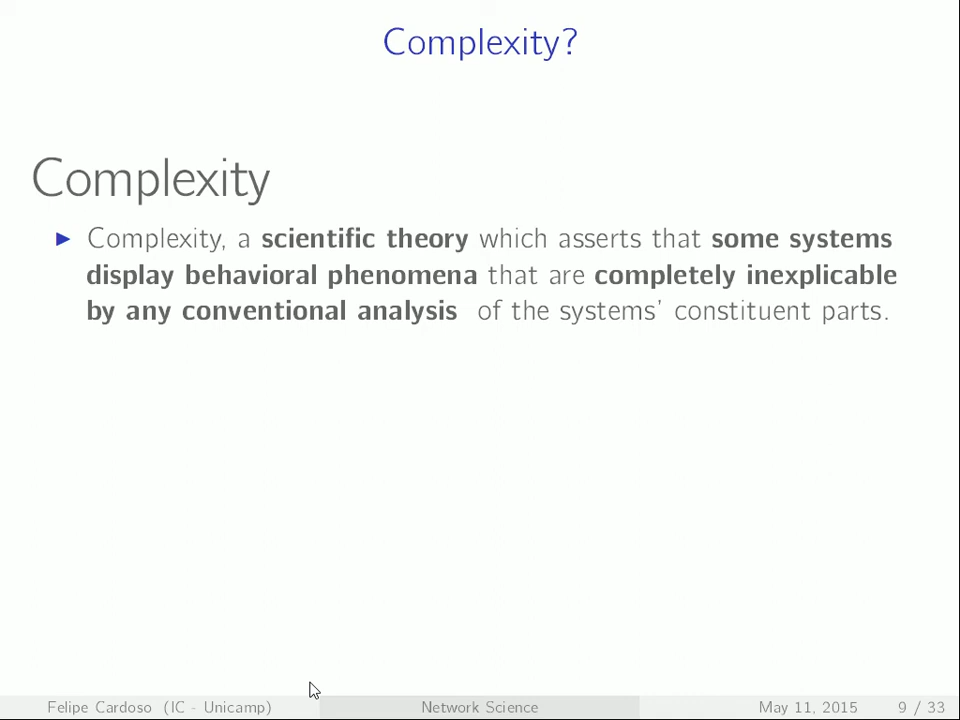 Complexity?
Complexity
Complexity, a scientific theory which asserts that some systems
display behavioral phenomena that are completely inexplicable
by any conventional analysis of the systems' constituent parts.
Felipe Cardoso (IC - Unicamp) Network Science May 11, 2015 9 / 33